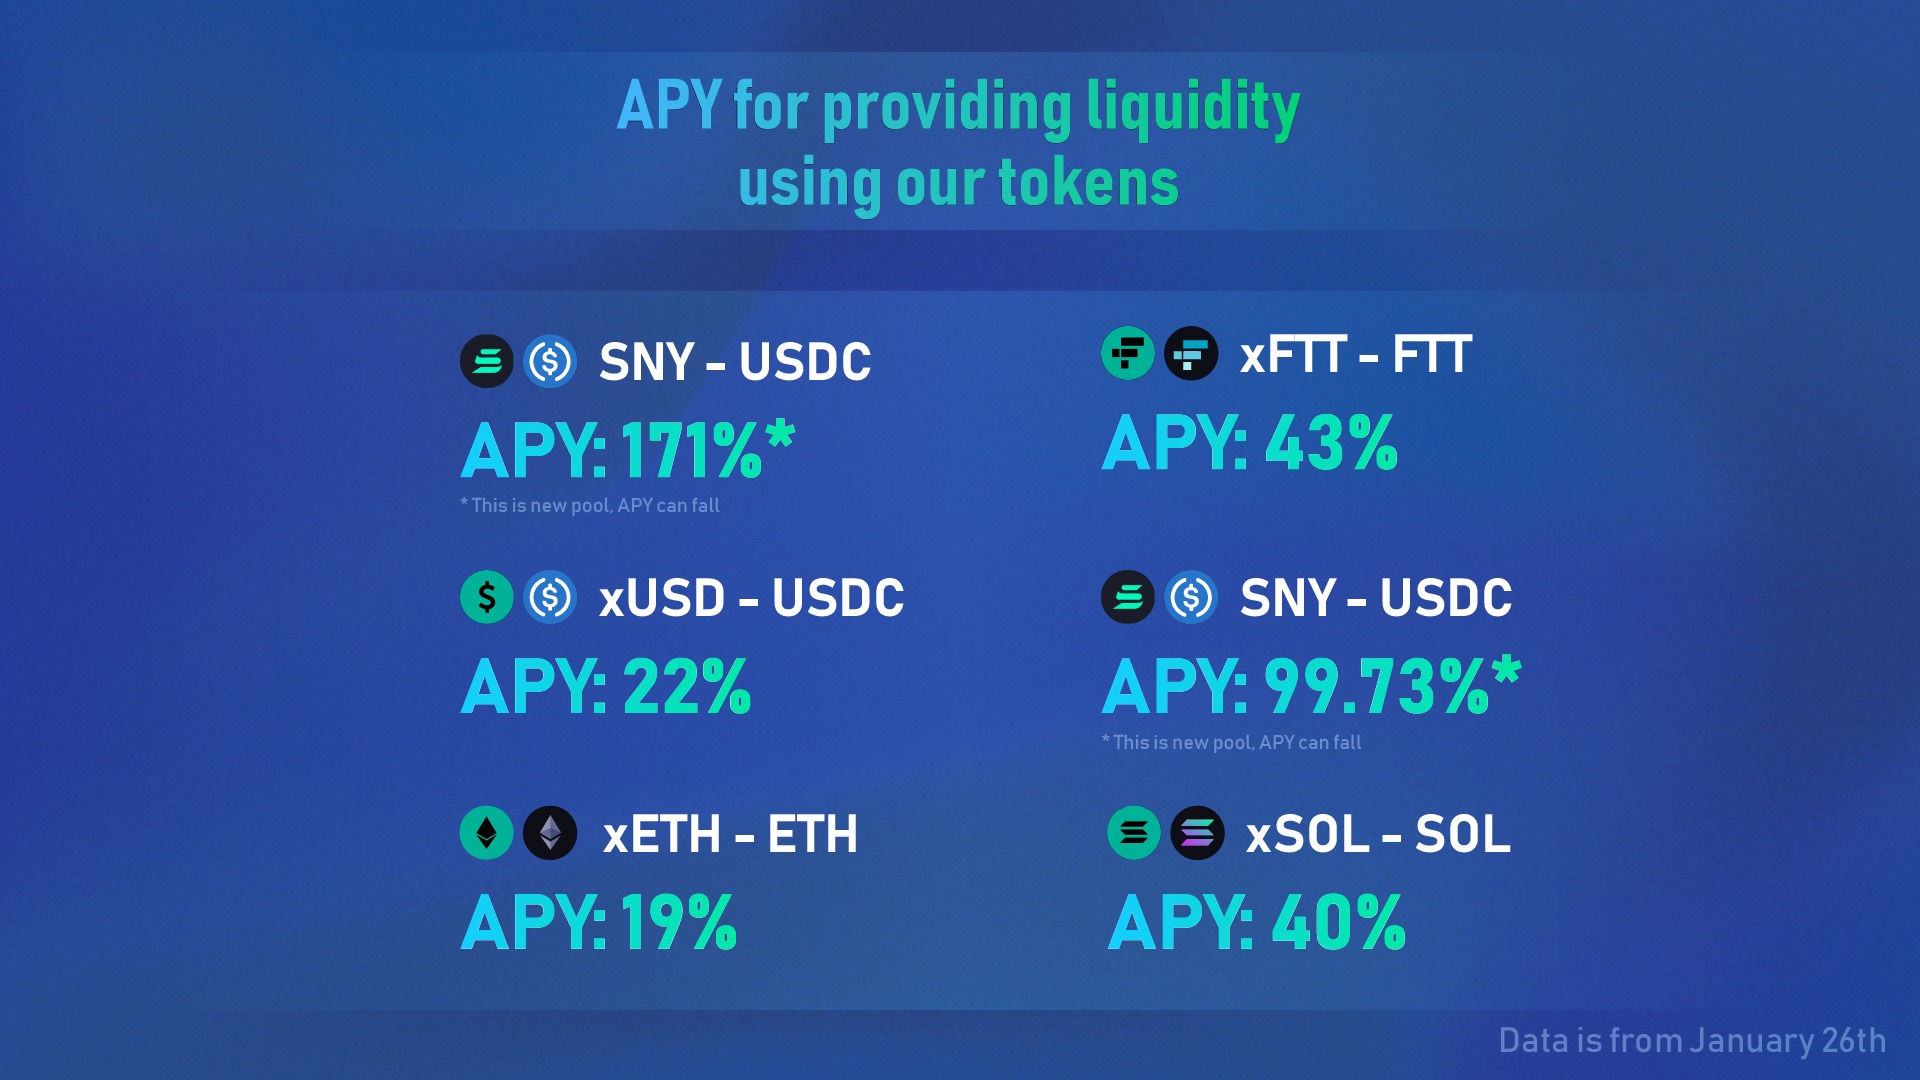 APY for providing liquidity
using our tokens
SNY - USDC
APY: 171%*
* This is new pool, APY can fall
xFTT - FTT
APY: 43%
xUSD - USDC
APY: 22%
SNY - USDC
APY: 99.73%*
* This is new pool, APY can fall
xETH - ETH
APY: 19%
xSOL - SOL
APY: 40%
Data is from January 26th